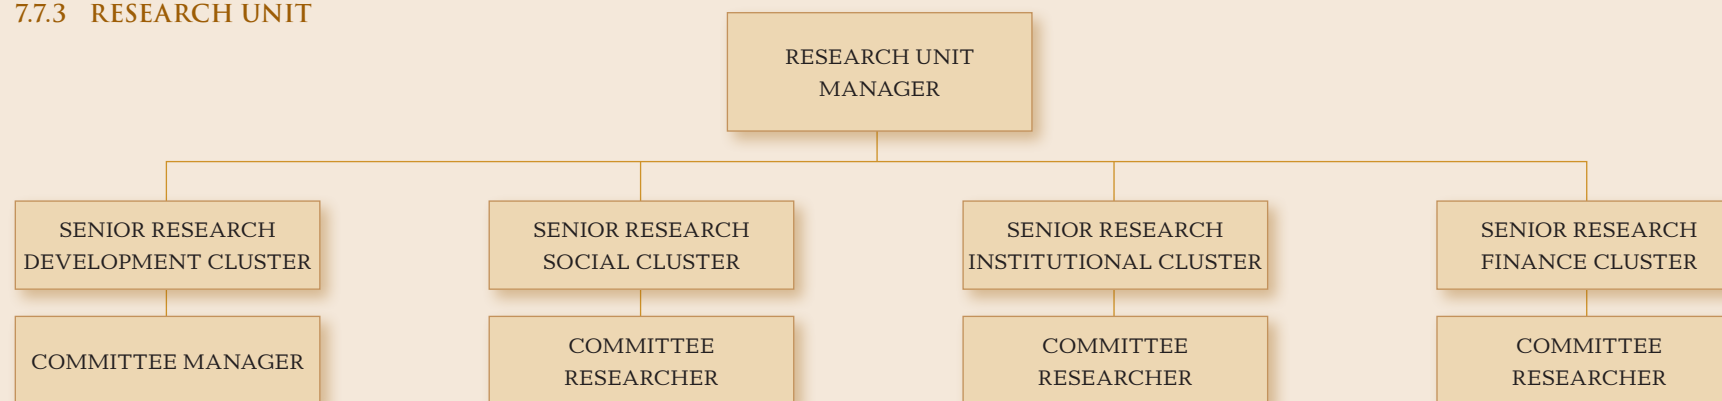 7.7.3 RESEARCH UNIT
RESEARCH UNIT
MANAGER
SENIOR RESEARCH
DEVELOPMENT CLUSTER
SENIOR RESEARCH
SOCIAL CLUSTER
SENIOR RESEARCH
INSTITUTIONAL CLUSTER
SENIOR RESEARCH
FINANCE CLUSTER
COMMITTEE MANAGER
COMMITTEE
RESEARCHER
COMMITTEE
RESEARCHER
COMMITTEE
RESEARCHER